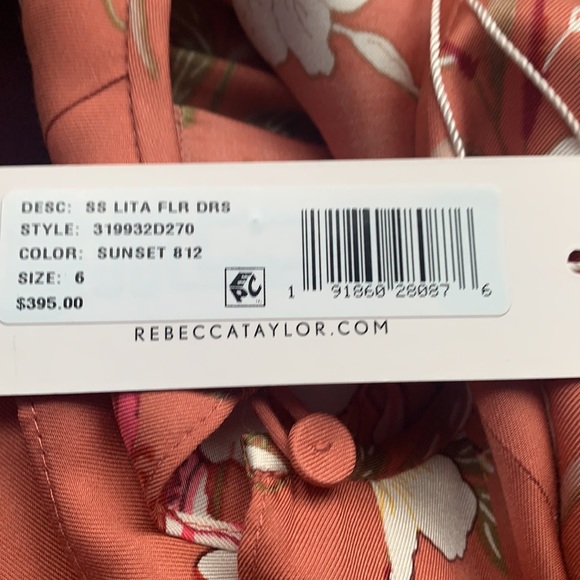 DESC: SS LITA FLR DRS
STYLE: 319932D270
COLOR: SUNSET 812
SIZE: 6
$395.00
EPC
1 91860 28087 6
REBECCATAYLOR.COM